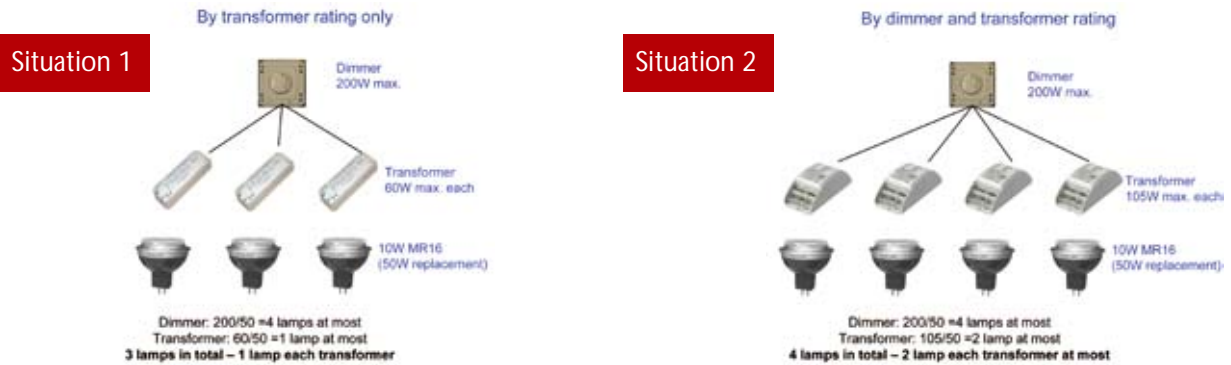 By transformer rating only
Situation 1
Dimmer
200W max.
Transformer
60W max. each
10W MR16
(50W replacement)
Dimmer: 200/50 =4 lamps at most
Transformer: 60/50 =1 lamp at most
3 lamps in total – 1 lamp each transformer
By dimmer and transformer rating
Situation 2
Dimmer
200W max.
Transformer
105W max. each
10W MR16
(50W replacement)
Dimmer: 200/50 =4 lamps at most
Transformer: 105/50 =2 lamp at most
4 lamps in total – 2 lamp each transformer at most